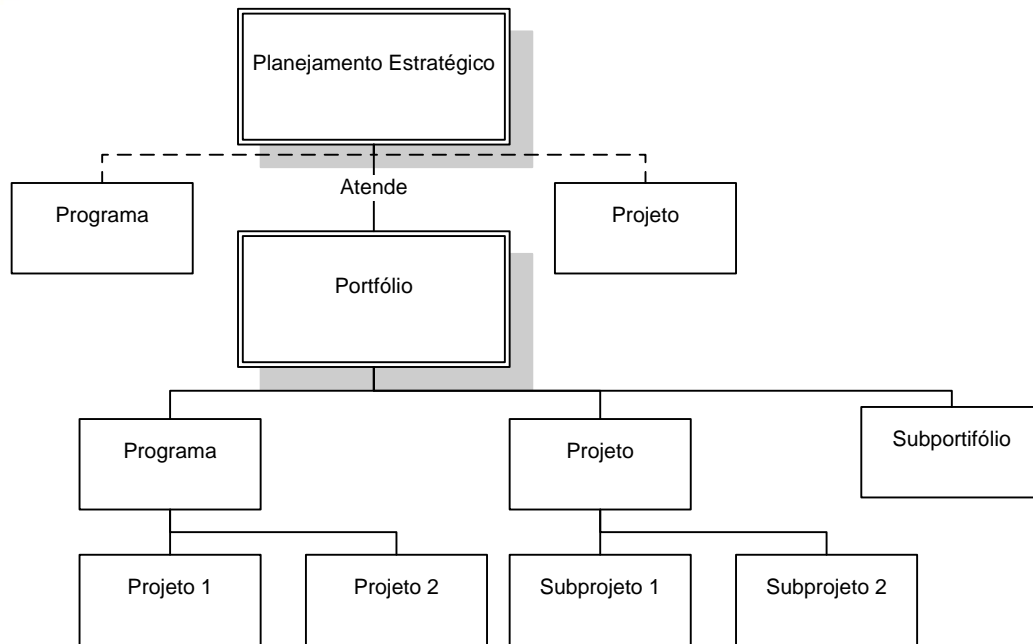 Planejamento Estratégico
Atende
Programa
Projeto
Portfólio
Programa
Projeto
Subportifólio
Projeto 1
Projeto 2
Subprojeto 1
Subprojeto 2